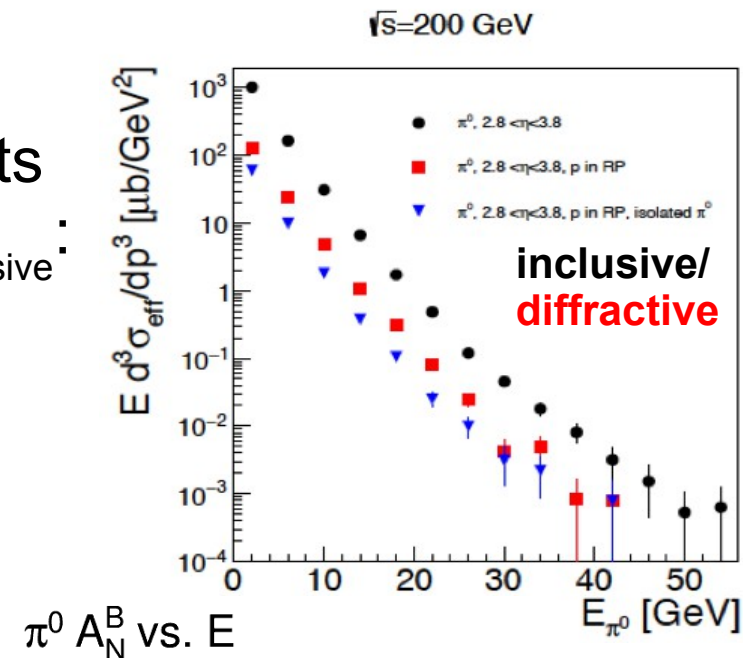 √s=200 GeV
ts
sive:
E d³σ_eff/dp³ [μb/GeV²]
10³
10²
10
1
10⁻¹
10⁻²
10⁻³
10⁻⁴
π⁰, 2.8 <η<3.8
π⁰, 2.8 <η<3.8, p in RP
π⁰, 2.8 <η<3.8, p in RP, isolated π⁰
inclusive/
diffractive
0 10 20 30 40 50
E_π⁰ [GeV]
π⁰ A_N^B vs. E